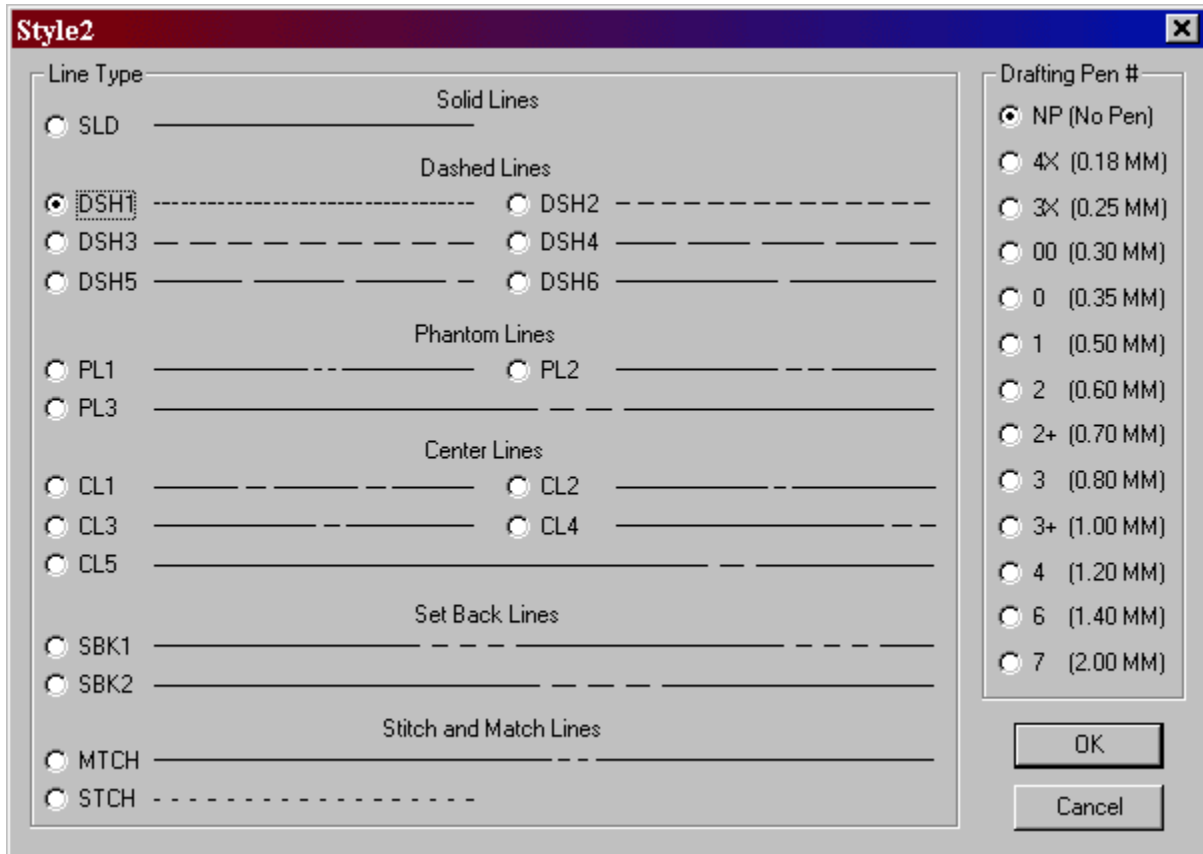 Style2
Line Type
Solid Lines
SLD
Dashed Lines
DSH1 DSH2
DSH3 DSH4
DSH5 DSH6
Phantom Lines
PL1 PL2
PL3
Center Lines
CL1 CL2
CL3 CL4
CL5
Set Back Lines
SBK1
SBK2
Stitch and Match Lines
MTCH
STCH
Drafting Pen #
NP (No Pen)
4X (0.18 MM)
3X (0.25 MM)
00 (0.30 MM)
0 (0.35 MM)
1 (0.50 MM)
2 (0.60 MM)
2+ (0.70 MM)
3 (0.80 MM)
3+ (1.00 MM)
4 (1.20 MM)
6 (1.40 MM)
7 (2.00 MM)
OK
Cancel